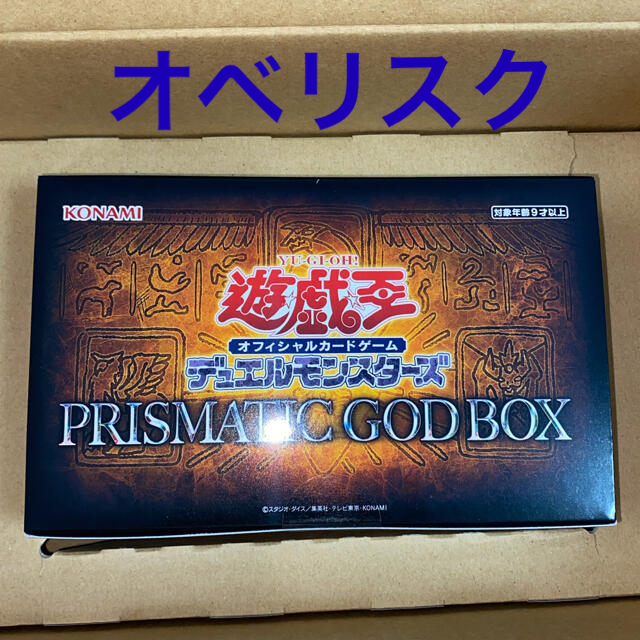 オベリスク
KONAMI
対象年齢9才以上
YU-GI-OH!
遊戯王
オフィシャルカードゲーム
デュエルモンスターズ
PRISMATIC GOD BOX
©スタジオ・ダイス/集英社・テレビ東京・KONAMI